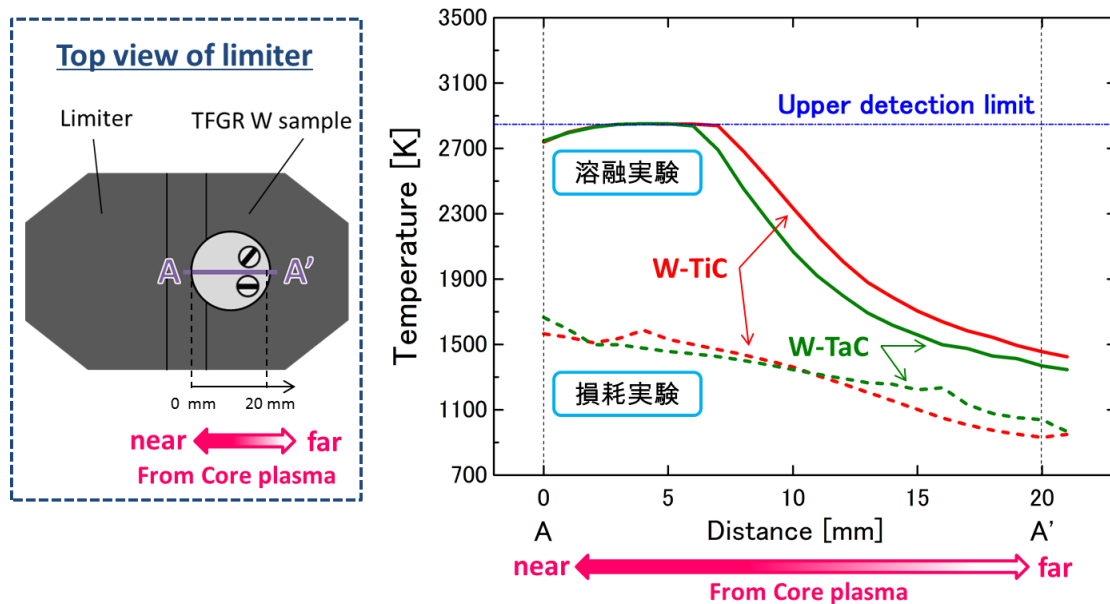 Top view of limiter
Limiter
TFGR W sample
A
A’
0 mm
20 mm
near
far
From Core plasma
Temperature [K]
3500
3100
2700
2300
1900
1500
1100
700
Upper detection limit
溶融実験
W-TiC
W-TaC
損耗実験
0
5
10
15
20
A
Distance [mm]
A’
near
far
From Core plasma